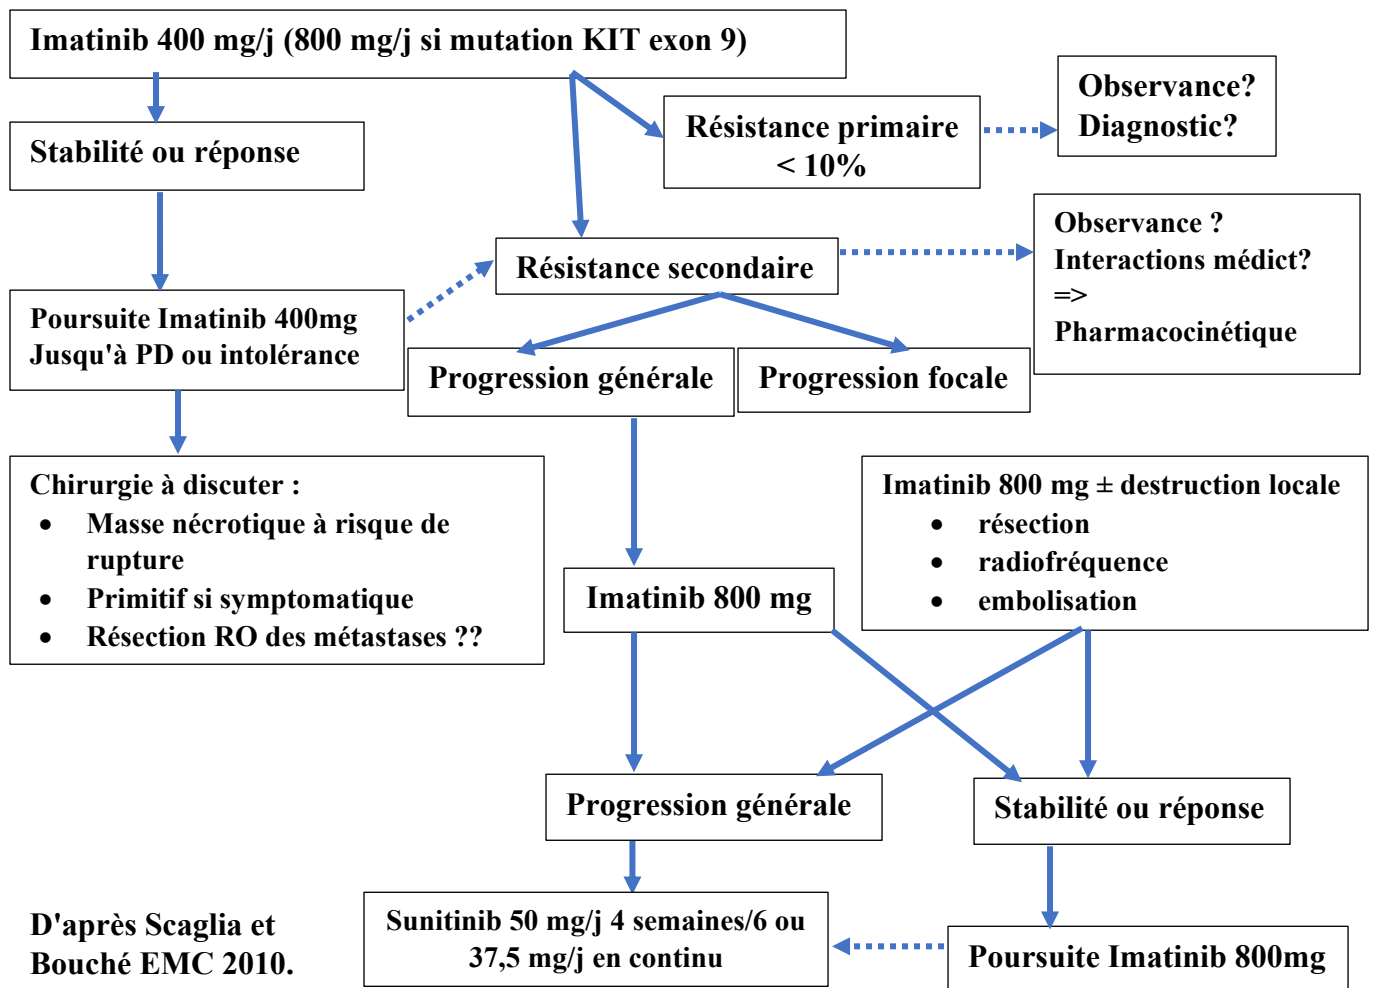 Imatinib 400 mg/j (800 mg/j si mutation KIT exon 9)
Observance?
Diagnostic?
Résistance primaire
< 10%
Stabilité ou réponse
Observance ?
Interactions médict?
=>
Pharmacocinétique
Résistance secondaire
Poursuite Imatinib 400mg
Jusqu'à PD ou intolérance
Progression générale
Progression focale
Chirurgie à discuter :
• Masse nécrotique à risque de
rupture
• Primitif si symptomatique
• Résection RO des métastases ??
Imatinib 800 mg ± destruction locale
• résection
• radiofréquence
• embolisation
Imatinib 800 mg
Progression générale
Stabilité ou réponse
Sunitinib 50 mg/j 4 semaines/6 ou
37,5 mg/j en continu
Poursuite Imatinib 800mg
D'après Scaglia et
Bouché EMC 2010.